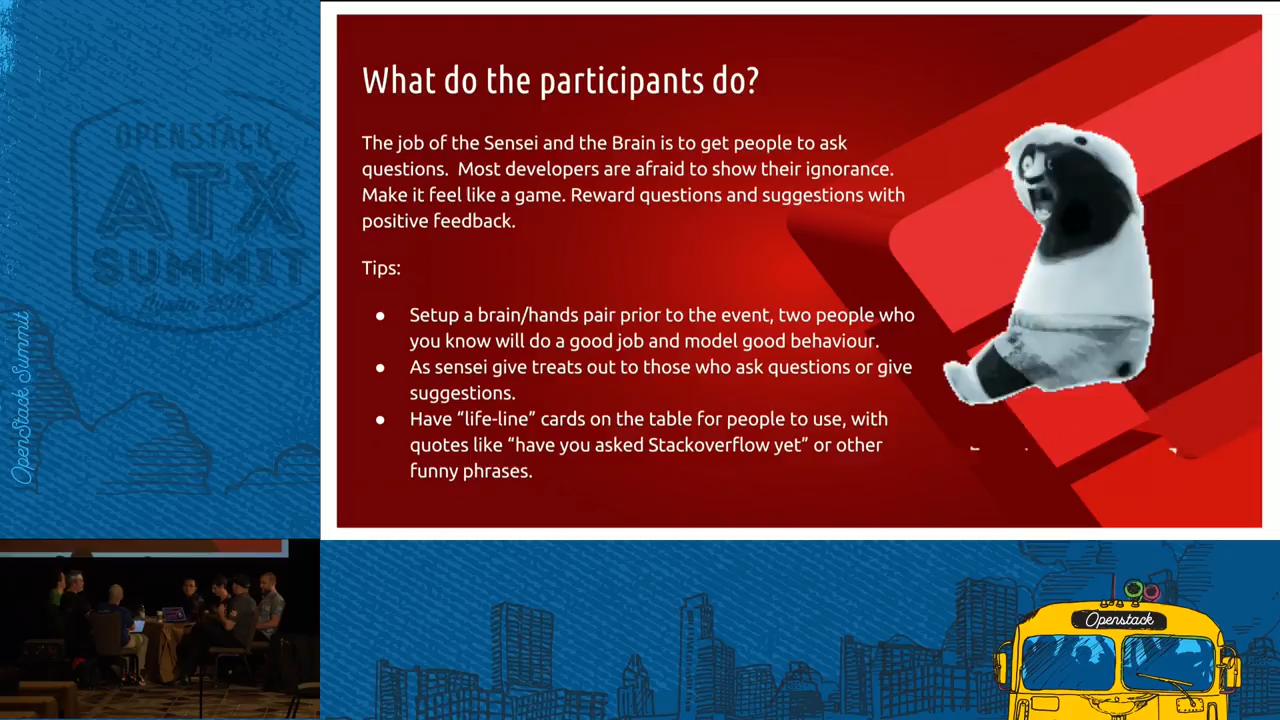 What do the participants do?
The job of the Sensei and the Brain is to get people to ask
questions.  Most developers are afraid to show their ignorance.
Make it feel like a game. Reward questions and suggestions with
positive feedback.
Tips:
● Setup a brain/hands pair prior to the event, two people who
you know will do a good job and model good behaviour.
● As sensei give treats out to those who ask questions or give
suggestions.
● Have “life-line” cards on the table for people to use, with
quotes like “have you asked Stackoverflow yet” or other
funny phrases.
OPENSTACK
ATX
SUMMIT
Austin 2016
OpenStack Summit
Openstack